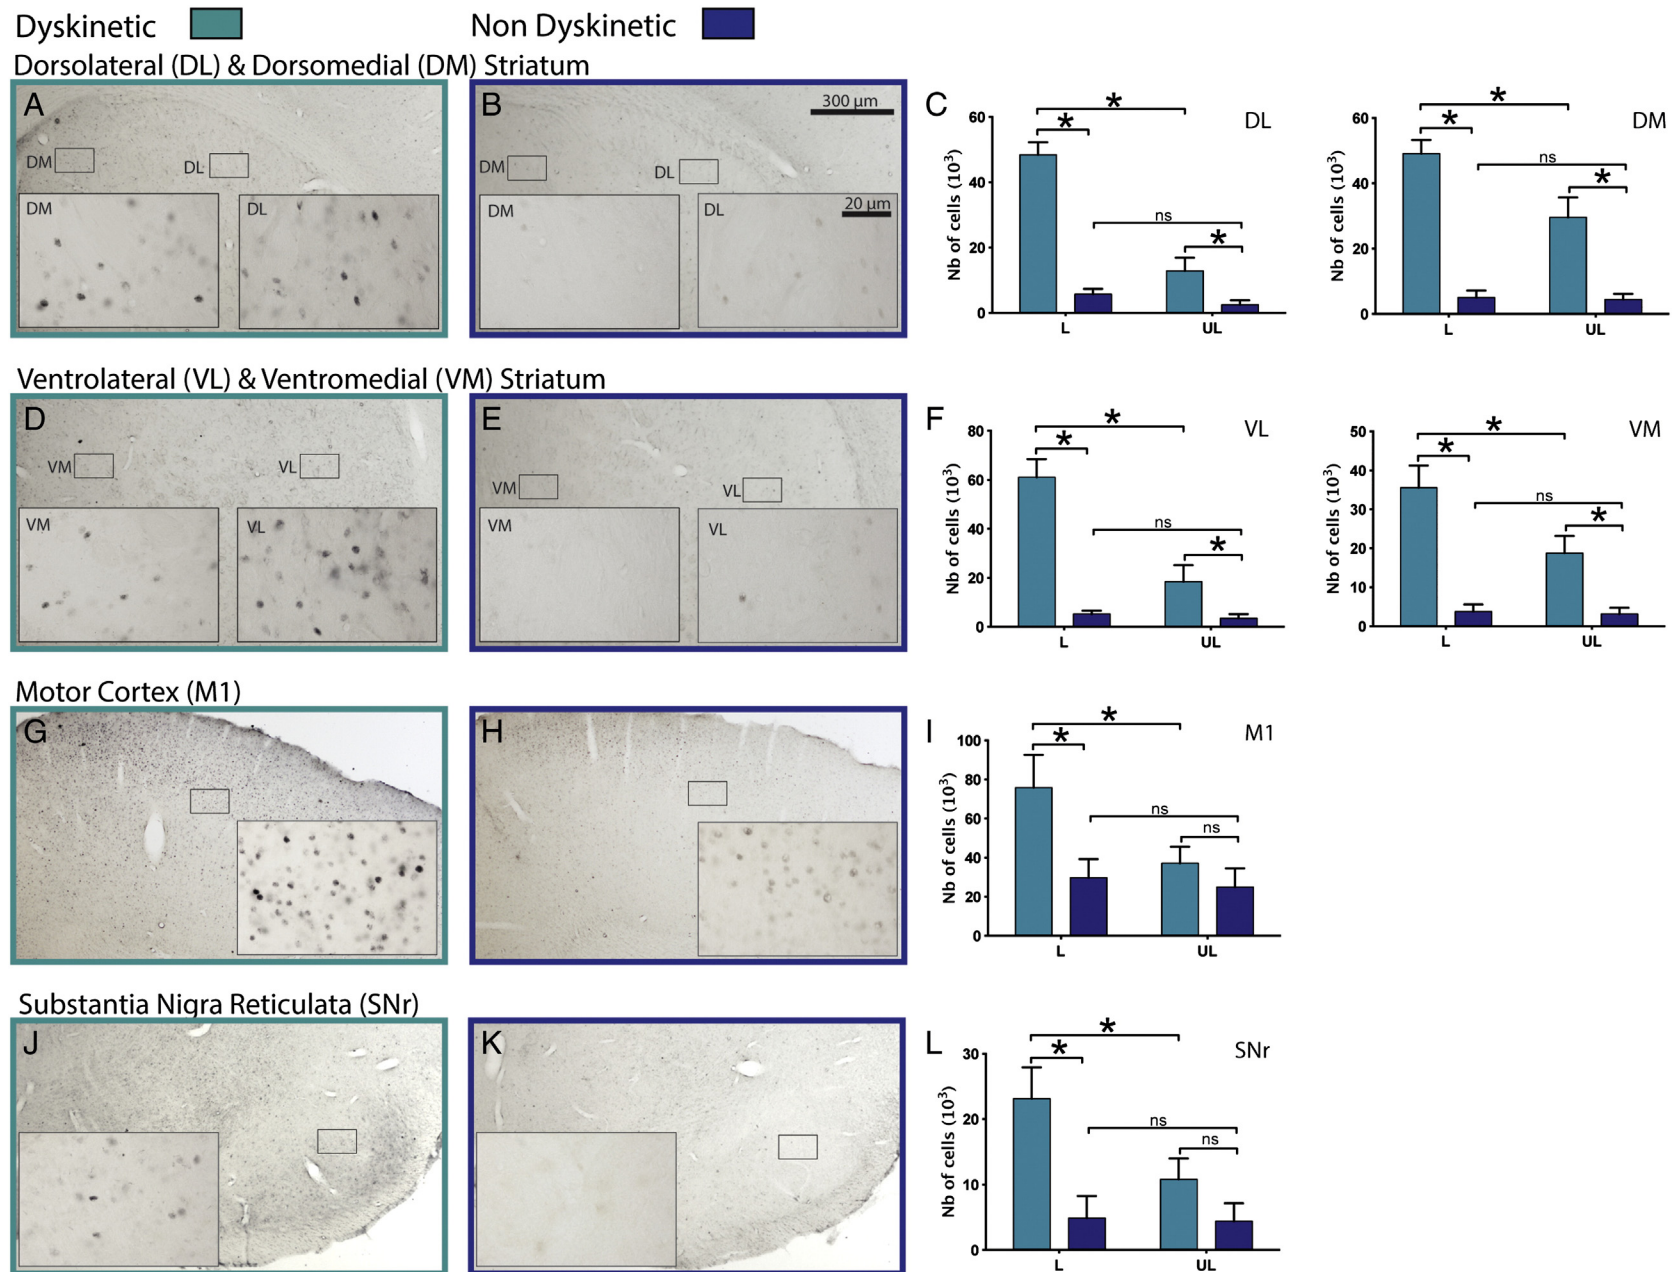 Dyskinetic
Non Dyskinetic
Dorsolateral (DL) & Dorsomedial (DM) Striatum
A
DM
DL
DM
DL
B
300 µm
DM
DL
DM
20 µm
DL
C
DL
*
*
ns
*
Nb of cells (10³)
60
40
20
0
L
UL
DM
*
*
ns
*
Nb of cells (10³)
60
40
20
0
L
UL
Ventrolateral (VL) & Ventromedial (VM) Striatum
D
VM
VL
VM
VL
E
VM
VL
VM
VL
F
VL
*
*
ns
*
Nb of cells (10³)
80
60
40
20
0
L
UL
VM
*
*
ns
*
Nb of cells (10³)
50
40
30
20
10
0
L
UL
Motor Cortex (M1)
G
H
I
M1
*
*
ns
ns
Nb of cells (10³)
100
80
60
40
20
0
L
UL
Substantia Nigra Reticulata (SNr)
J
K
L
SNr
*
*
ns
ns
Nb of cells (10³)
30
20
10
0
L
UL